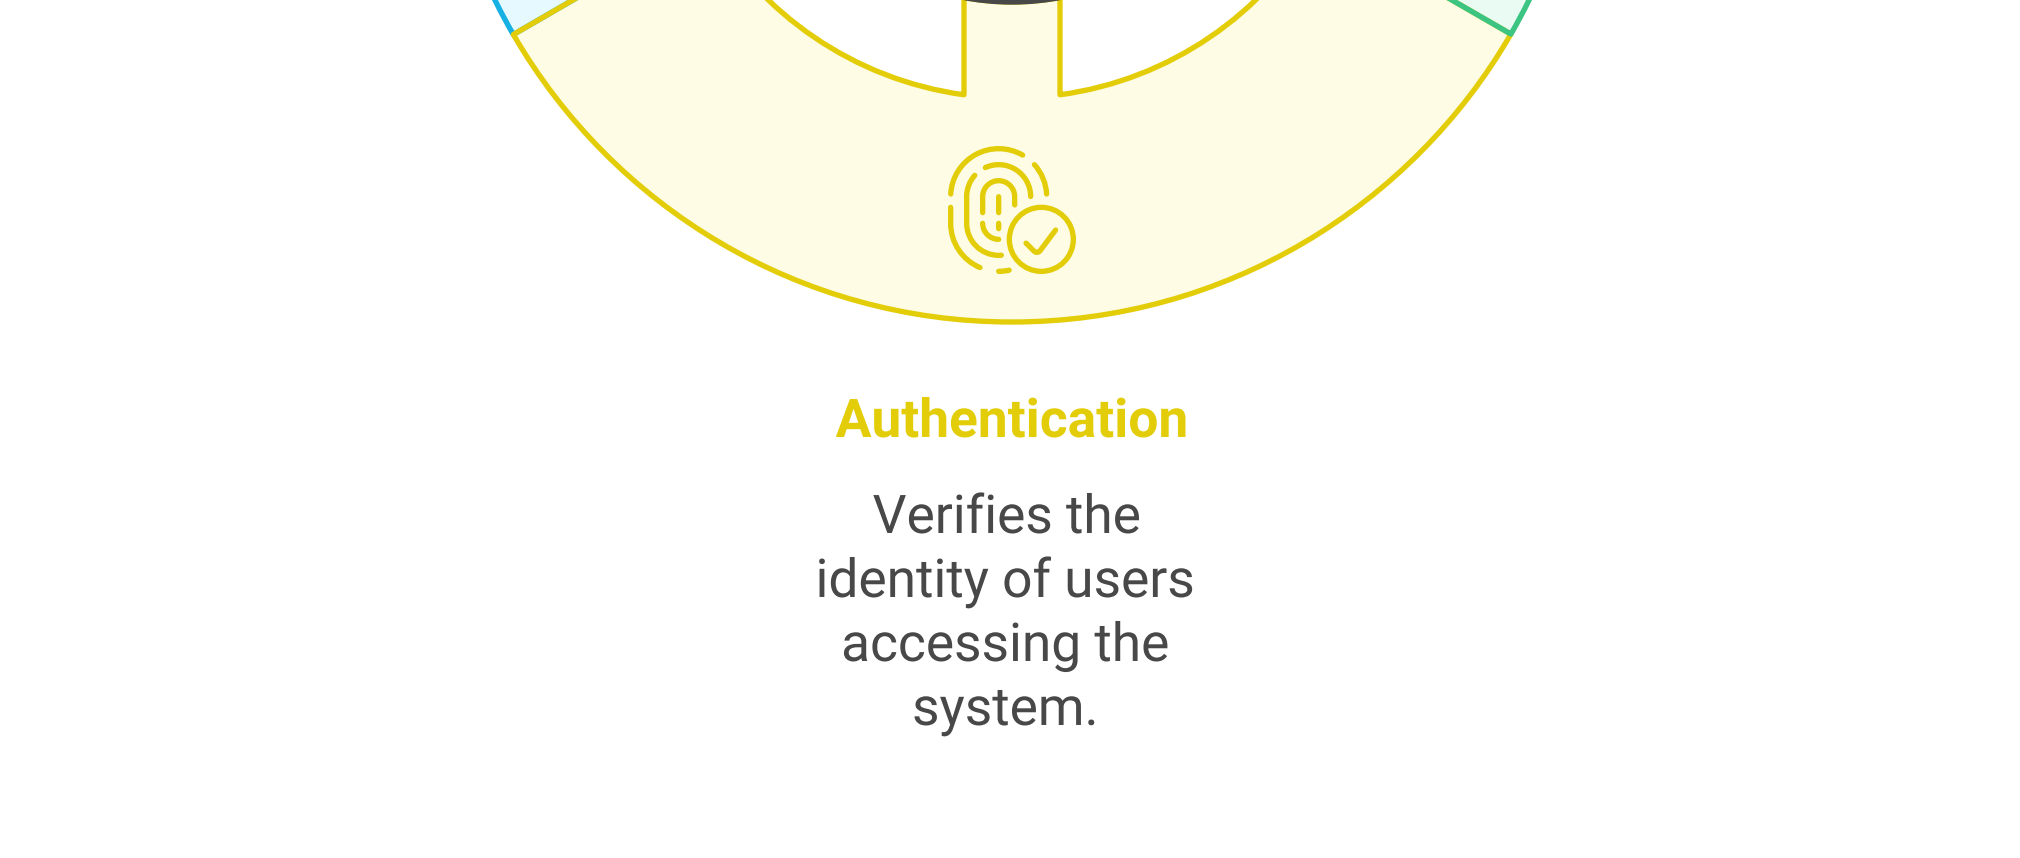 Authentication
Verifies the
identity of users
accessing the
system.